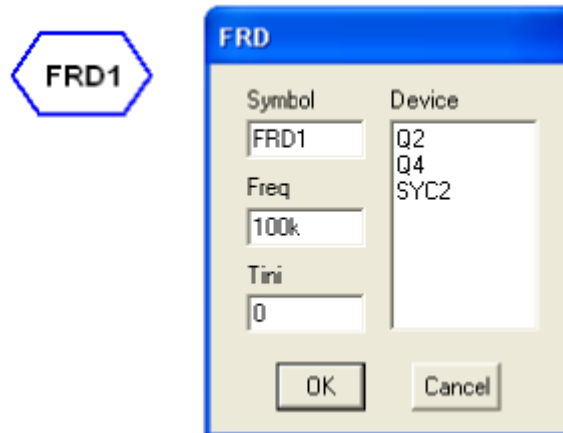 FRD1
FRD
Symbol
FRD1
Freq
100k
Tini
0
Device
Q2
Q4
SYC2
OK
Cancel